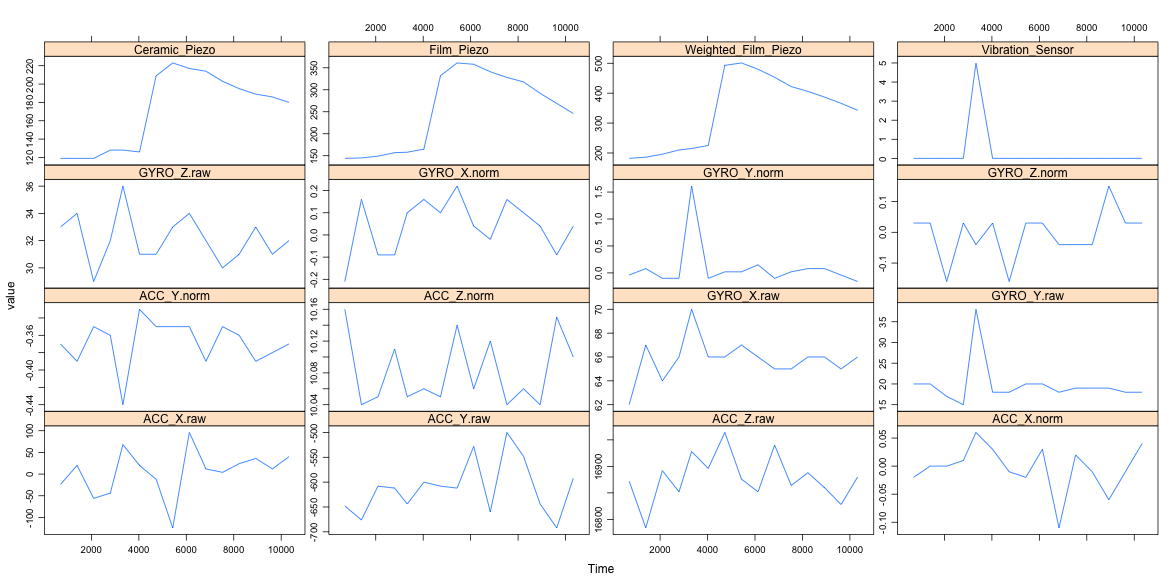 2000 4000 6000 8000 10000 2000 4000 6000 8000 10000
Ceramic_Piezo Film_Piezo Weighted_Film_Piezo Vibration_Sensor
120 140 160 180 200 220 150 200 250 300 350 200 300 400 500 0 1 2 3 4 5
GYRO_Z.raw GYRO_X.norm GYRO_Y.norm GYRO_Z.norm
30 32 34 36 -0.2 -0.1 0.0 0.1 0.2 0.0 0.5 1.0 1.5 -0.1 0.0 0.1
value
ACC_Y.norm ACC_Z.norm GYRO_X.raw GYRO_Y.raw
-0.44 -0.40 -0.36 10.04 10.08 10.12 10.16 62 64 66 68 70 15 20 25 30 35
ACC_X.raw ACC_Y.raw ACC_Z.raw ACC_X.norm
-100 -50 0 50 100 -700 -650 -600 -550 -500 16800 16900 -0.10 -0.05 0.00 0.05
2000 4000 6000 8000 10000 2000 4000 6000 8000 10000
Time